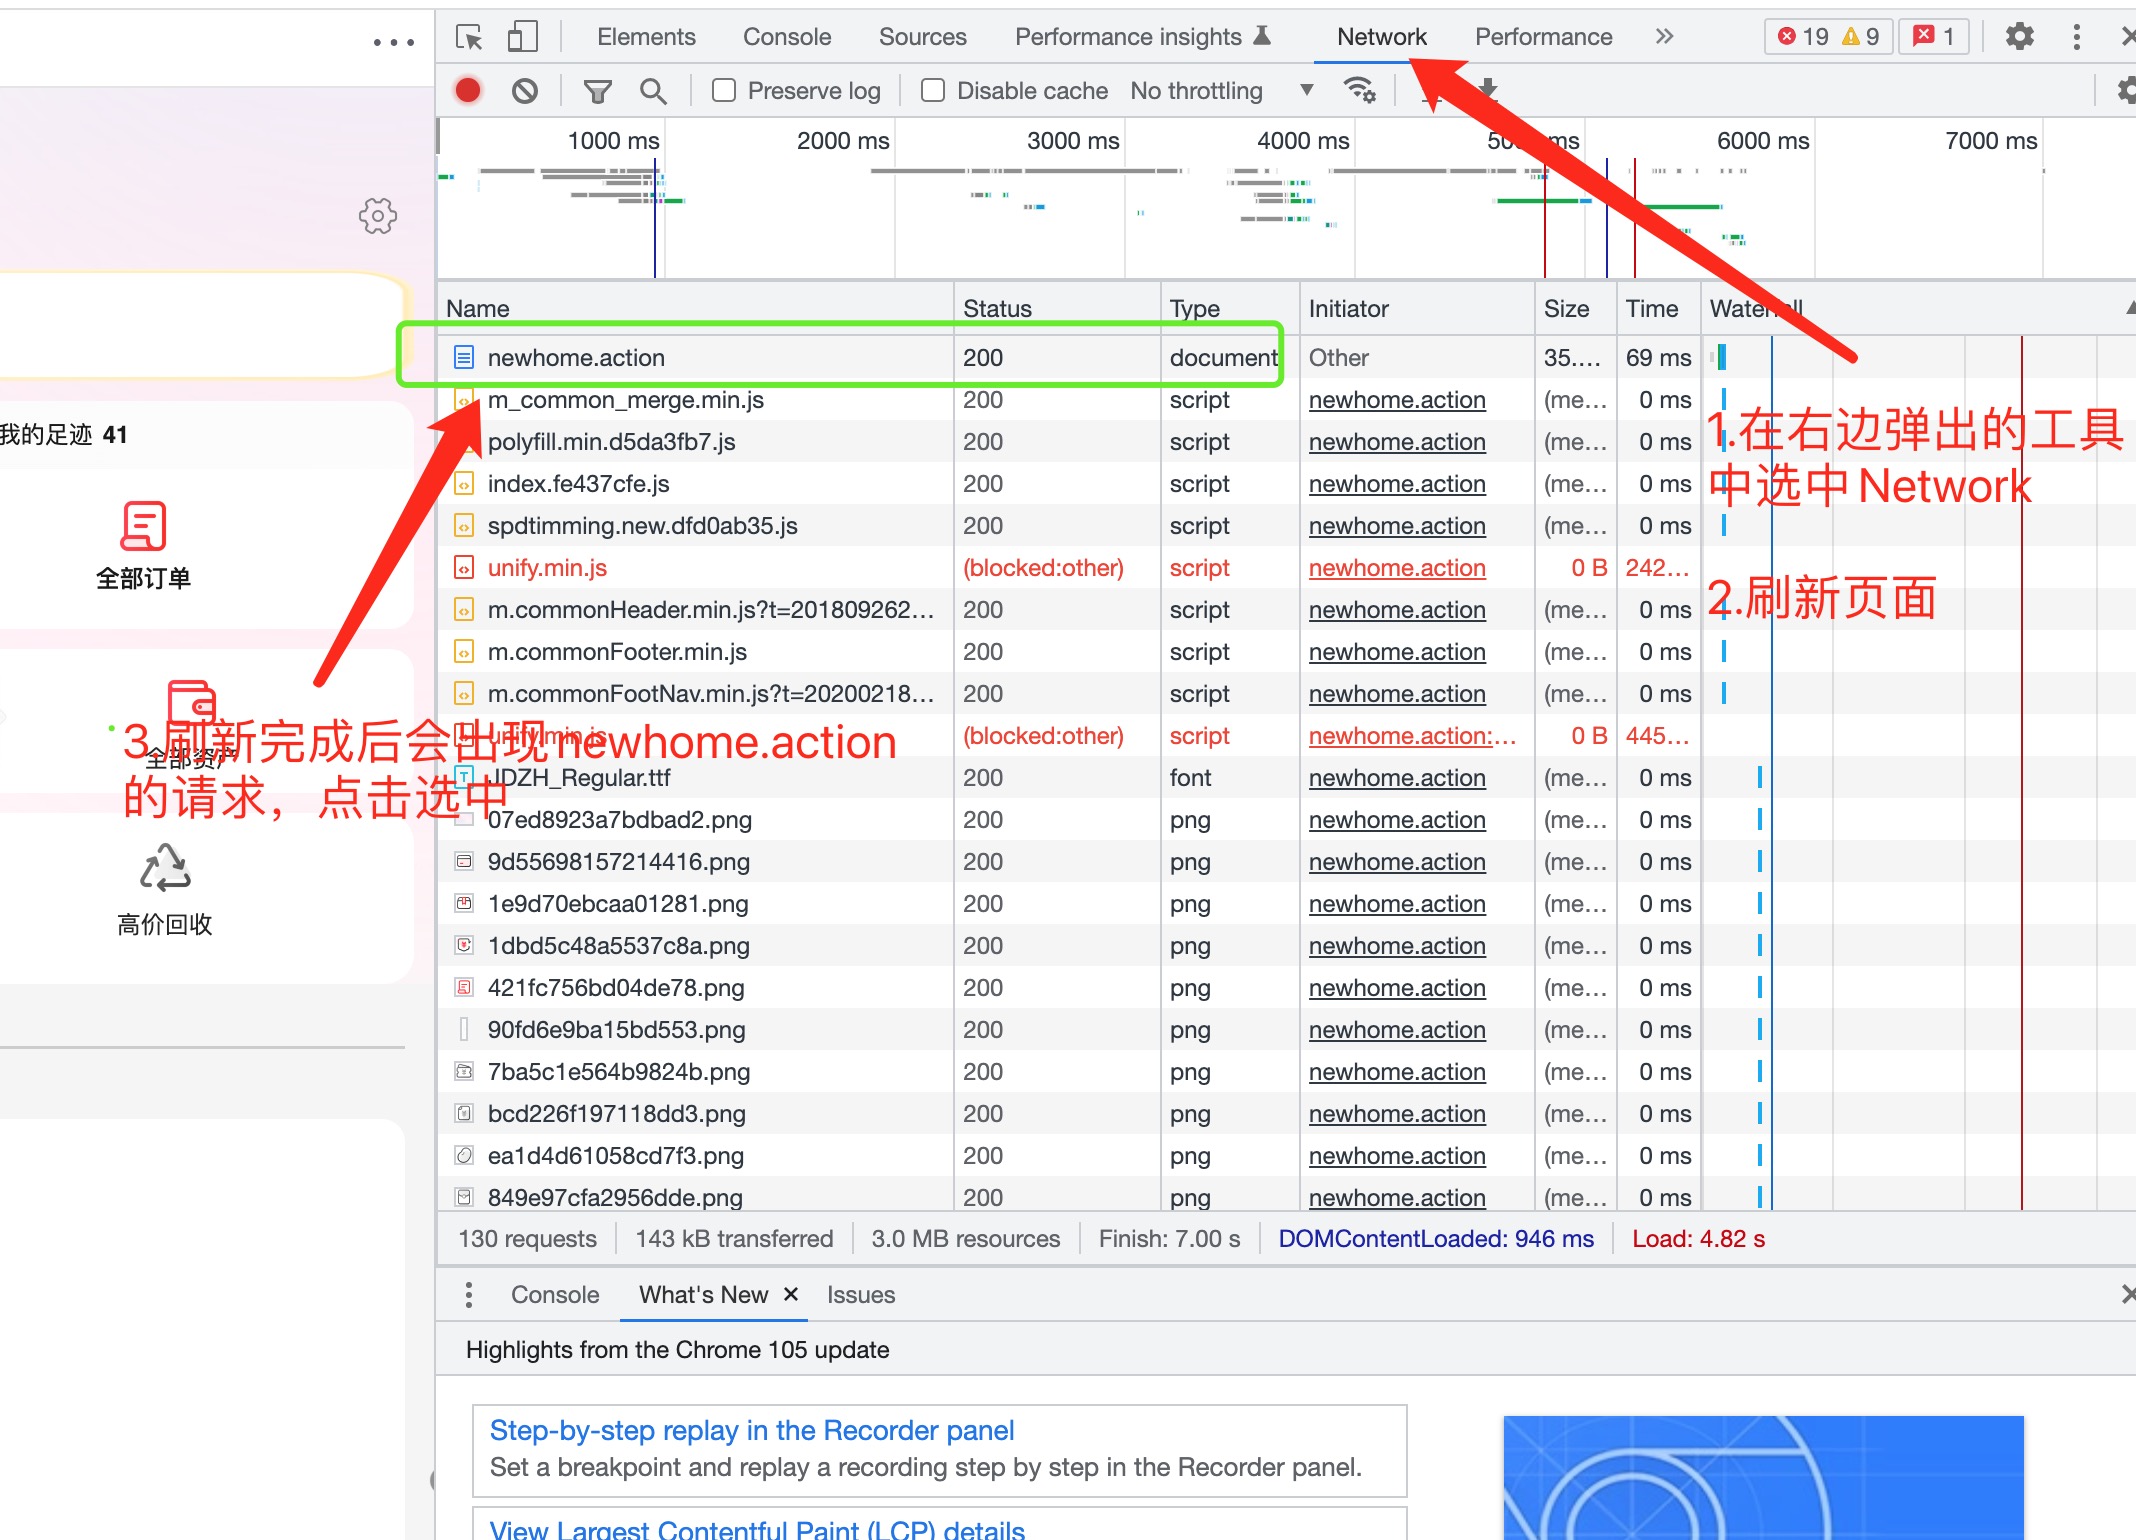 Elements Console Sources Performance insights Network Performance 19 9 1
Preserve log Disable cache No throttling
1000 ms 2000 ms 3000 ms 4000 ms 6000 ms 7000 ms
Name Status Type Initiator Size Time
newhome.action 200 document Other 35.... 69 ms
m_common_merge.min.js 200 script newhome.action (me... 0 ms
polyfill.min.d5da3fb7.js 200 script newhome.action (me... 0 ms
index.fe437cfe.js 200 script newhome.action (me... 0 ms
spdtimming.new.dfd0ab35.js 200 script newhome.action (me... 0 ms
unify.min.js (blocked:other) script newhome.action 0 B 242...
m.commonHeader.min.js?t=201809262... 200 script newhome.action (me... 0 ms
m.commonFooter.min.js 200 script newhome.action (me... 0 ms
m.commonFootNav.min.js?t=20200218... 200 script newhome.action (me... 0 ms
unify.min.js (blocked:other) script newhome.action:... 0 B 445...
JDZH_Regular.ttf 200 font newhome.action (me... 0 ms
07ed8923a7bdbad2.png 200 png newhome.action (me... 0 ms
9d55698157214416.png 200 png newhome.action (me... 0 ms
1e9d70ebcaa01281.png 200 png newhome.action (me... 0 ms
1dbd5c48a5537c8a.png 200 png newhome.action (me... 0 ms
421fc756bd04de78.png 200 png newhome.action (me... 0 ms
90fd6e9ba15bd553.png 200 png newhome.action (me... 0 ms
7ba5c1e564b9824b.png 200 png newhome.action (me... 0 ms
bcd226f197118dd3.png 200 png newhome.action (me... 0 ms
ea1d4d61058cd7f3.png 200 png newhome.action (me... 0 ms
849e97cfa2956dde.png 200 png newhome.action (me... 0 ms
1.在右边弹出的工具
中选中Network
2.刷新页面
3.刷新完成后会出现newhome.action
的请求，点击选中
我的足迹 41
全部订单
全部资产
高价回收
130 requests 143 kB transferred 3.0 MB resources Finish: 7.00 s DOMContentLoaded: 946 ms Load: 4.82 s
Console What's New Issues
Highlights from the Chrome 105 update
Step-by-step replay in the Recorder panel
Set a breakpoint and replay a recording step by step in the Recorder panel.
View Largest Contentful Paint (LCP) details